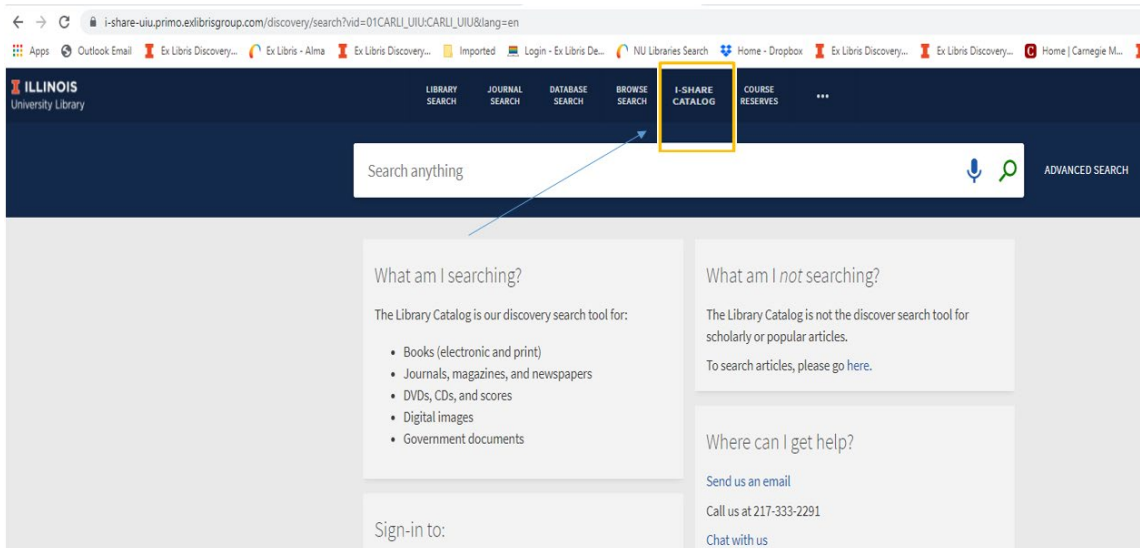 i-share-uiu.primo.exlibrisgroup.com/discovery/search?vid=01CARLI_UIU:CARLI_UIU&lang=en
Apps Outlook Email Ex Libris Discovery... Ex Libris - Alma Ex Libris Discovery... Imported Login - Ex Libris De... NU Libraries Search Home - Dropbox Ex Libris Discovery... Ex Libris Discovery... Home | Carnegie M...
I ILLINOIS
University Library
LIBRARY SEARCH
JOURNAL SEARCH
DATABASE SEARCH
BROWSE SEARCH
I-SHARE CATALOG
COURSE RESERVES
...
Search anything
ADVANCED SEARCH
What am I searching?
The Library Catalog is our discovery search tool for:
• Books (electronic and print)
• Journals, magazines, and newspapers
• DVDs, CDs, and scores
• Digital images
• Government documents
Sign-in to:
What am I not searching?
The Library Catalog is not the discover search tool for
scholarly or popular articles.
To search articles, please go here.
Where can I get help?
Send us an email
Call us at 217-333-2291
Chat with us